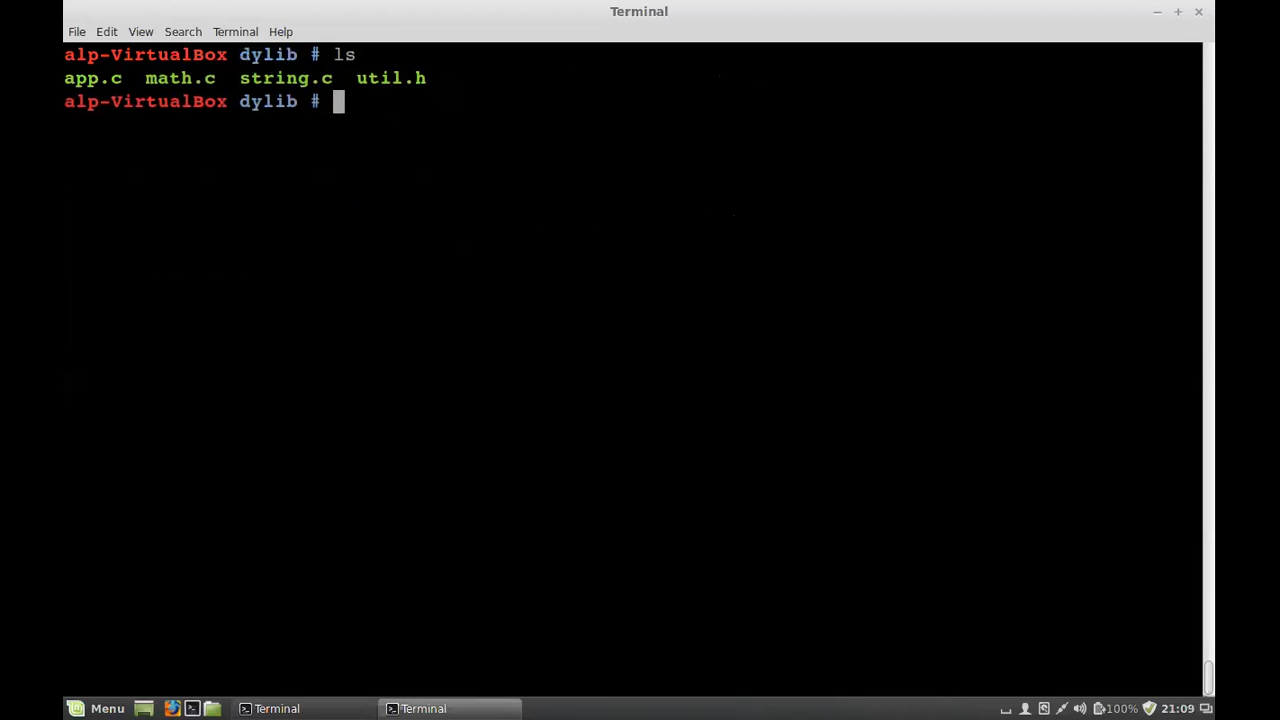 Terminal
File Edit View Search Terminal Help
alp-VirtualBox dylib # ls
app.c math.c string.c util.h
alp-VirtualBox dylib #
Menu Terminal Terminal 100% 21:09